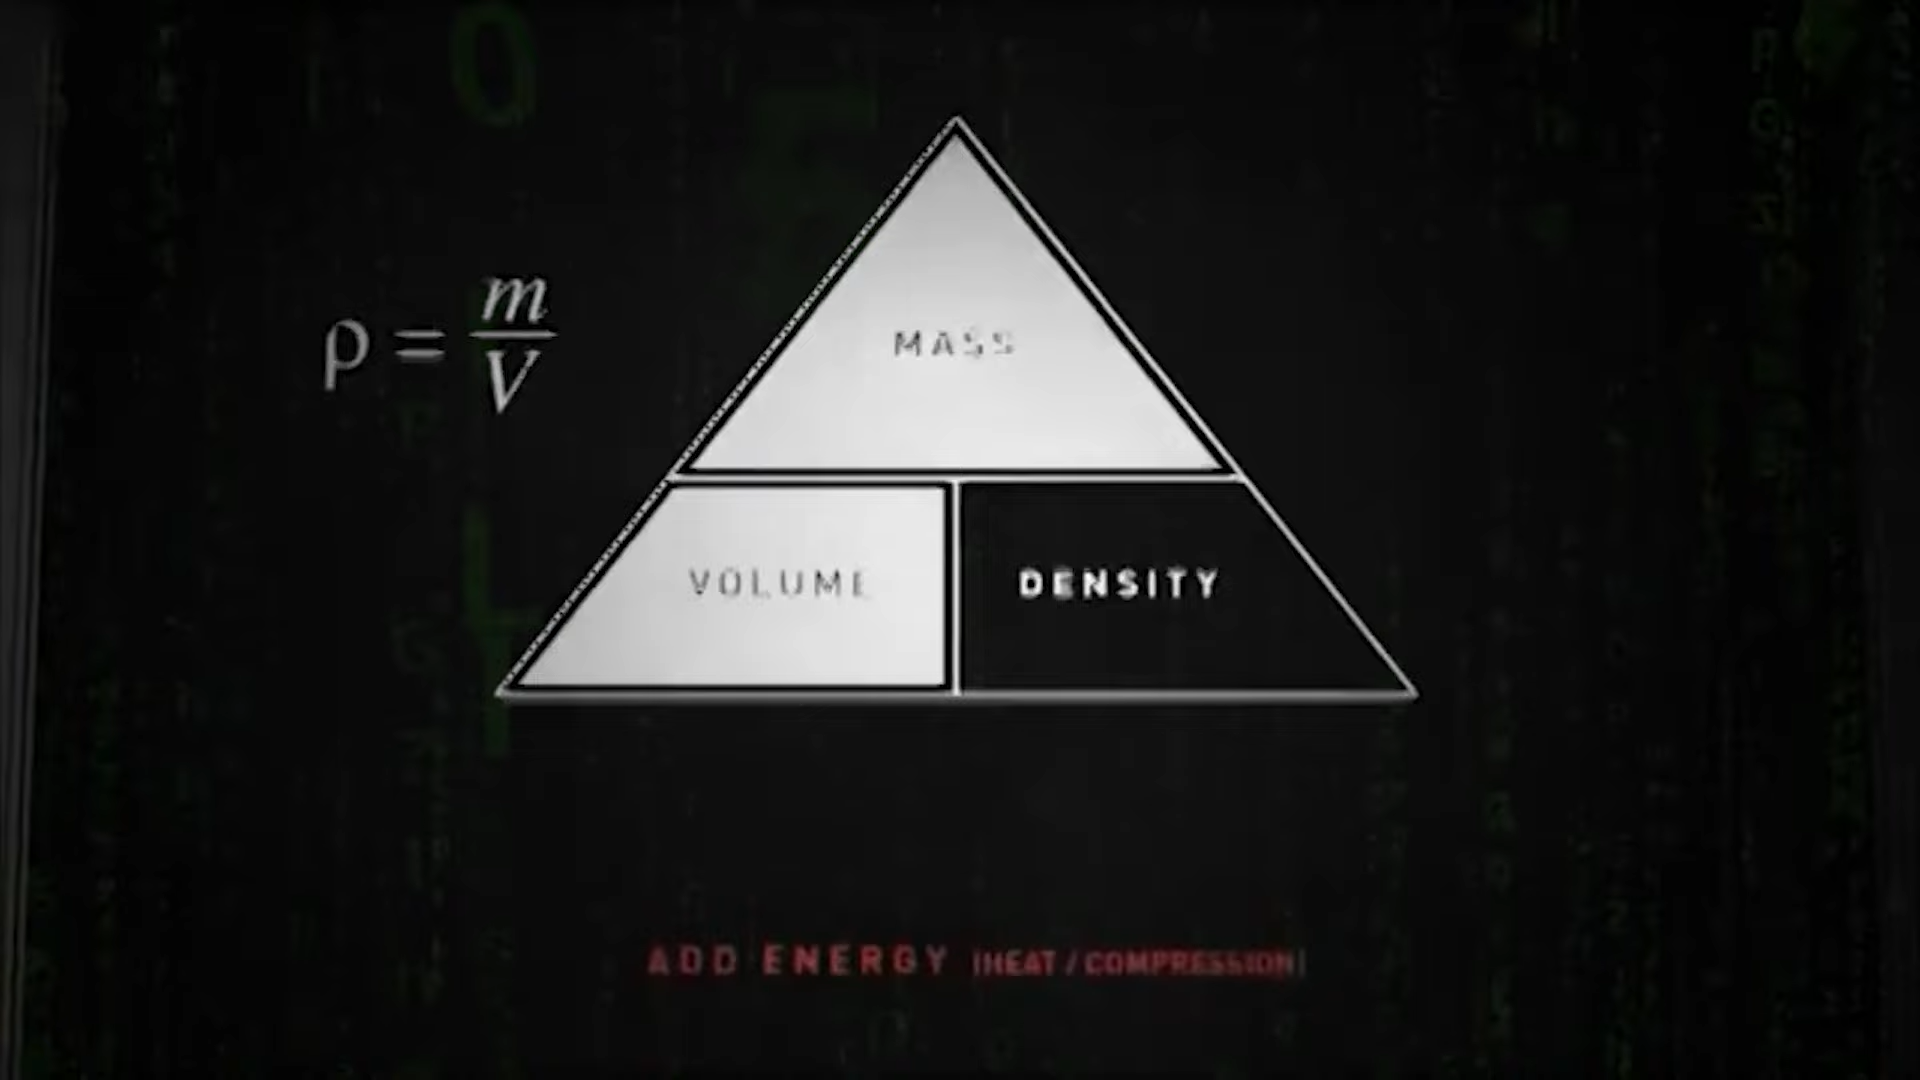 ρ = m/V
MASS
VOLUME
DENSITY
ADD ENERGY (HEAT / COMPRESSION)